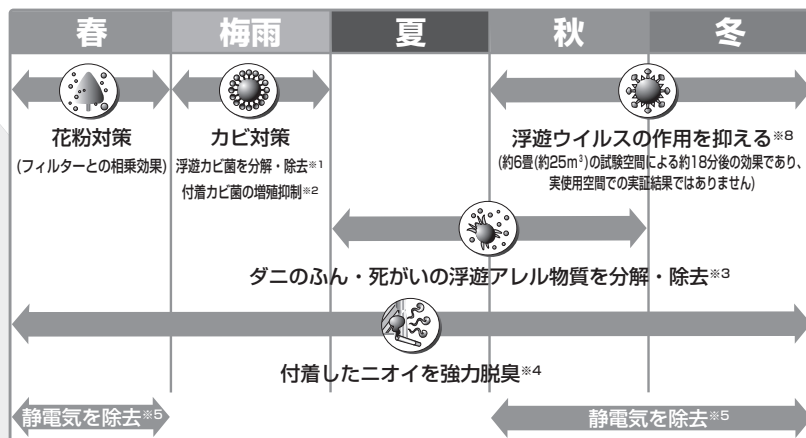 春 梅雨 夏 秋 冬
花粉対策
(フィルターとの相乗効果)
カビ対策
浮遊カビ菌を分解・除去※1
付着カビ菌の増殖抑制※2
浮遊ウイルスの作用を抑える※8
(約6畳(約25m³)の試験空間による約18分後の効果であり、
実使用空間での実証結果ではありません)
ダニのふん・死がいの浮遊アレル物質を分解・除去※3
付着したニオイを強力脱臭※4
静電気を除去※5 静電気を除去※5